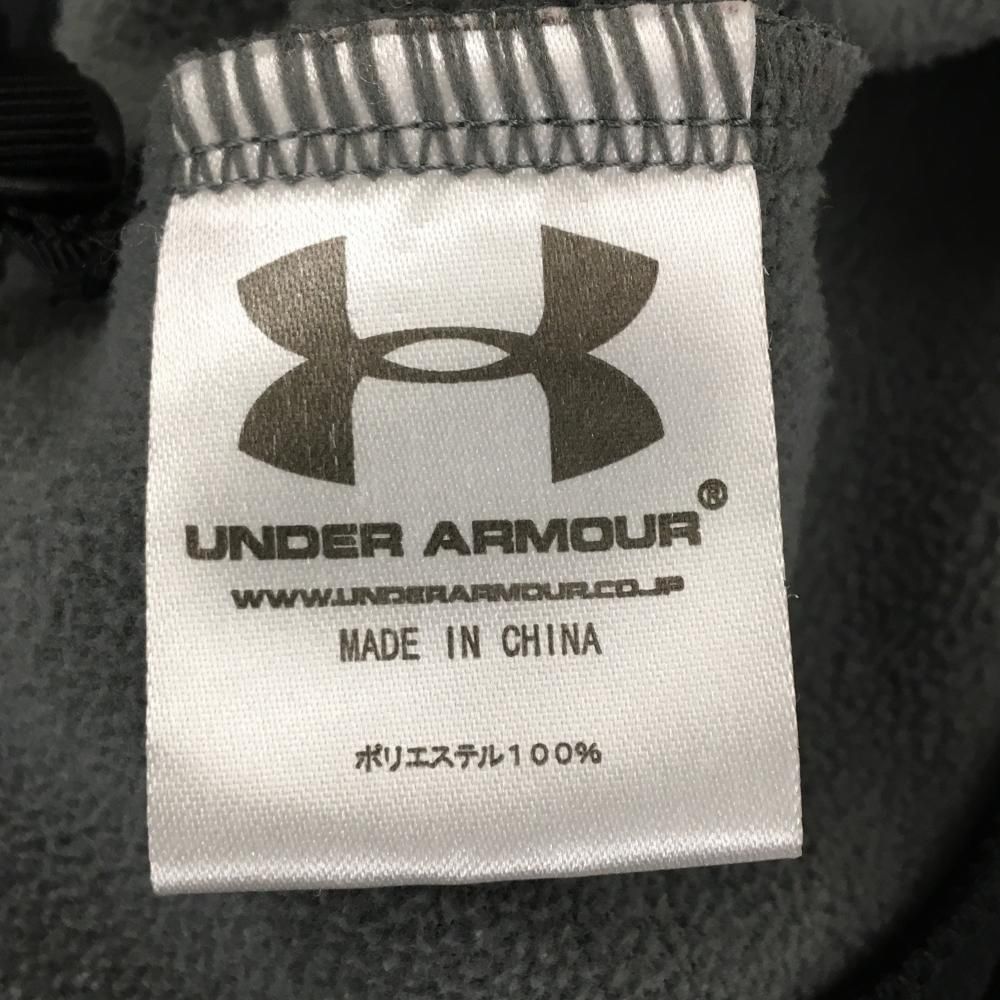 UNDER ARMOUR®
WWW.UNDERARMOUR.CO.JP
MADE IN CHINA
ポリエステル100%